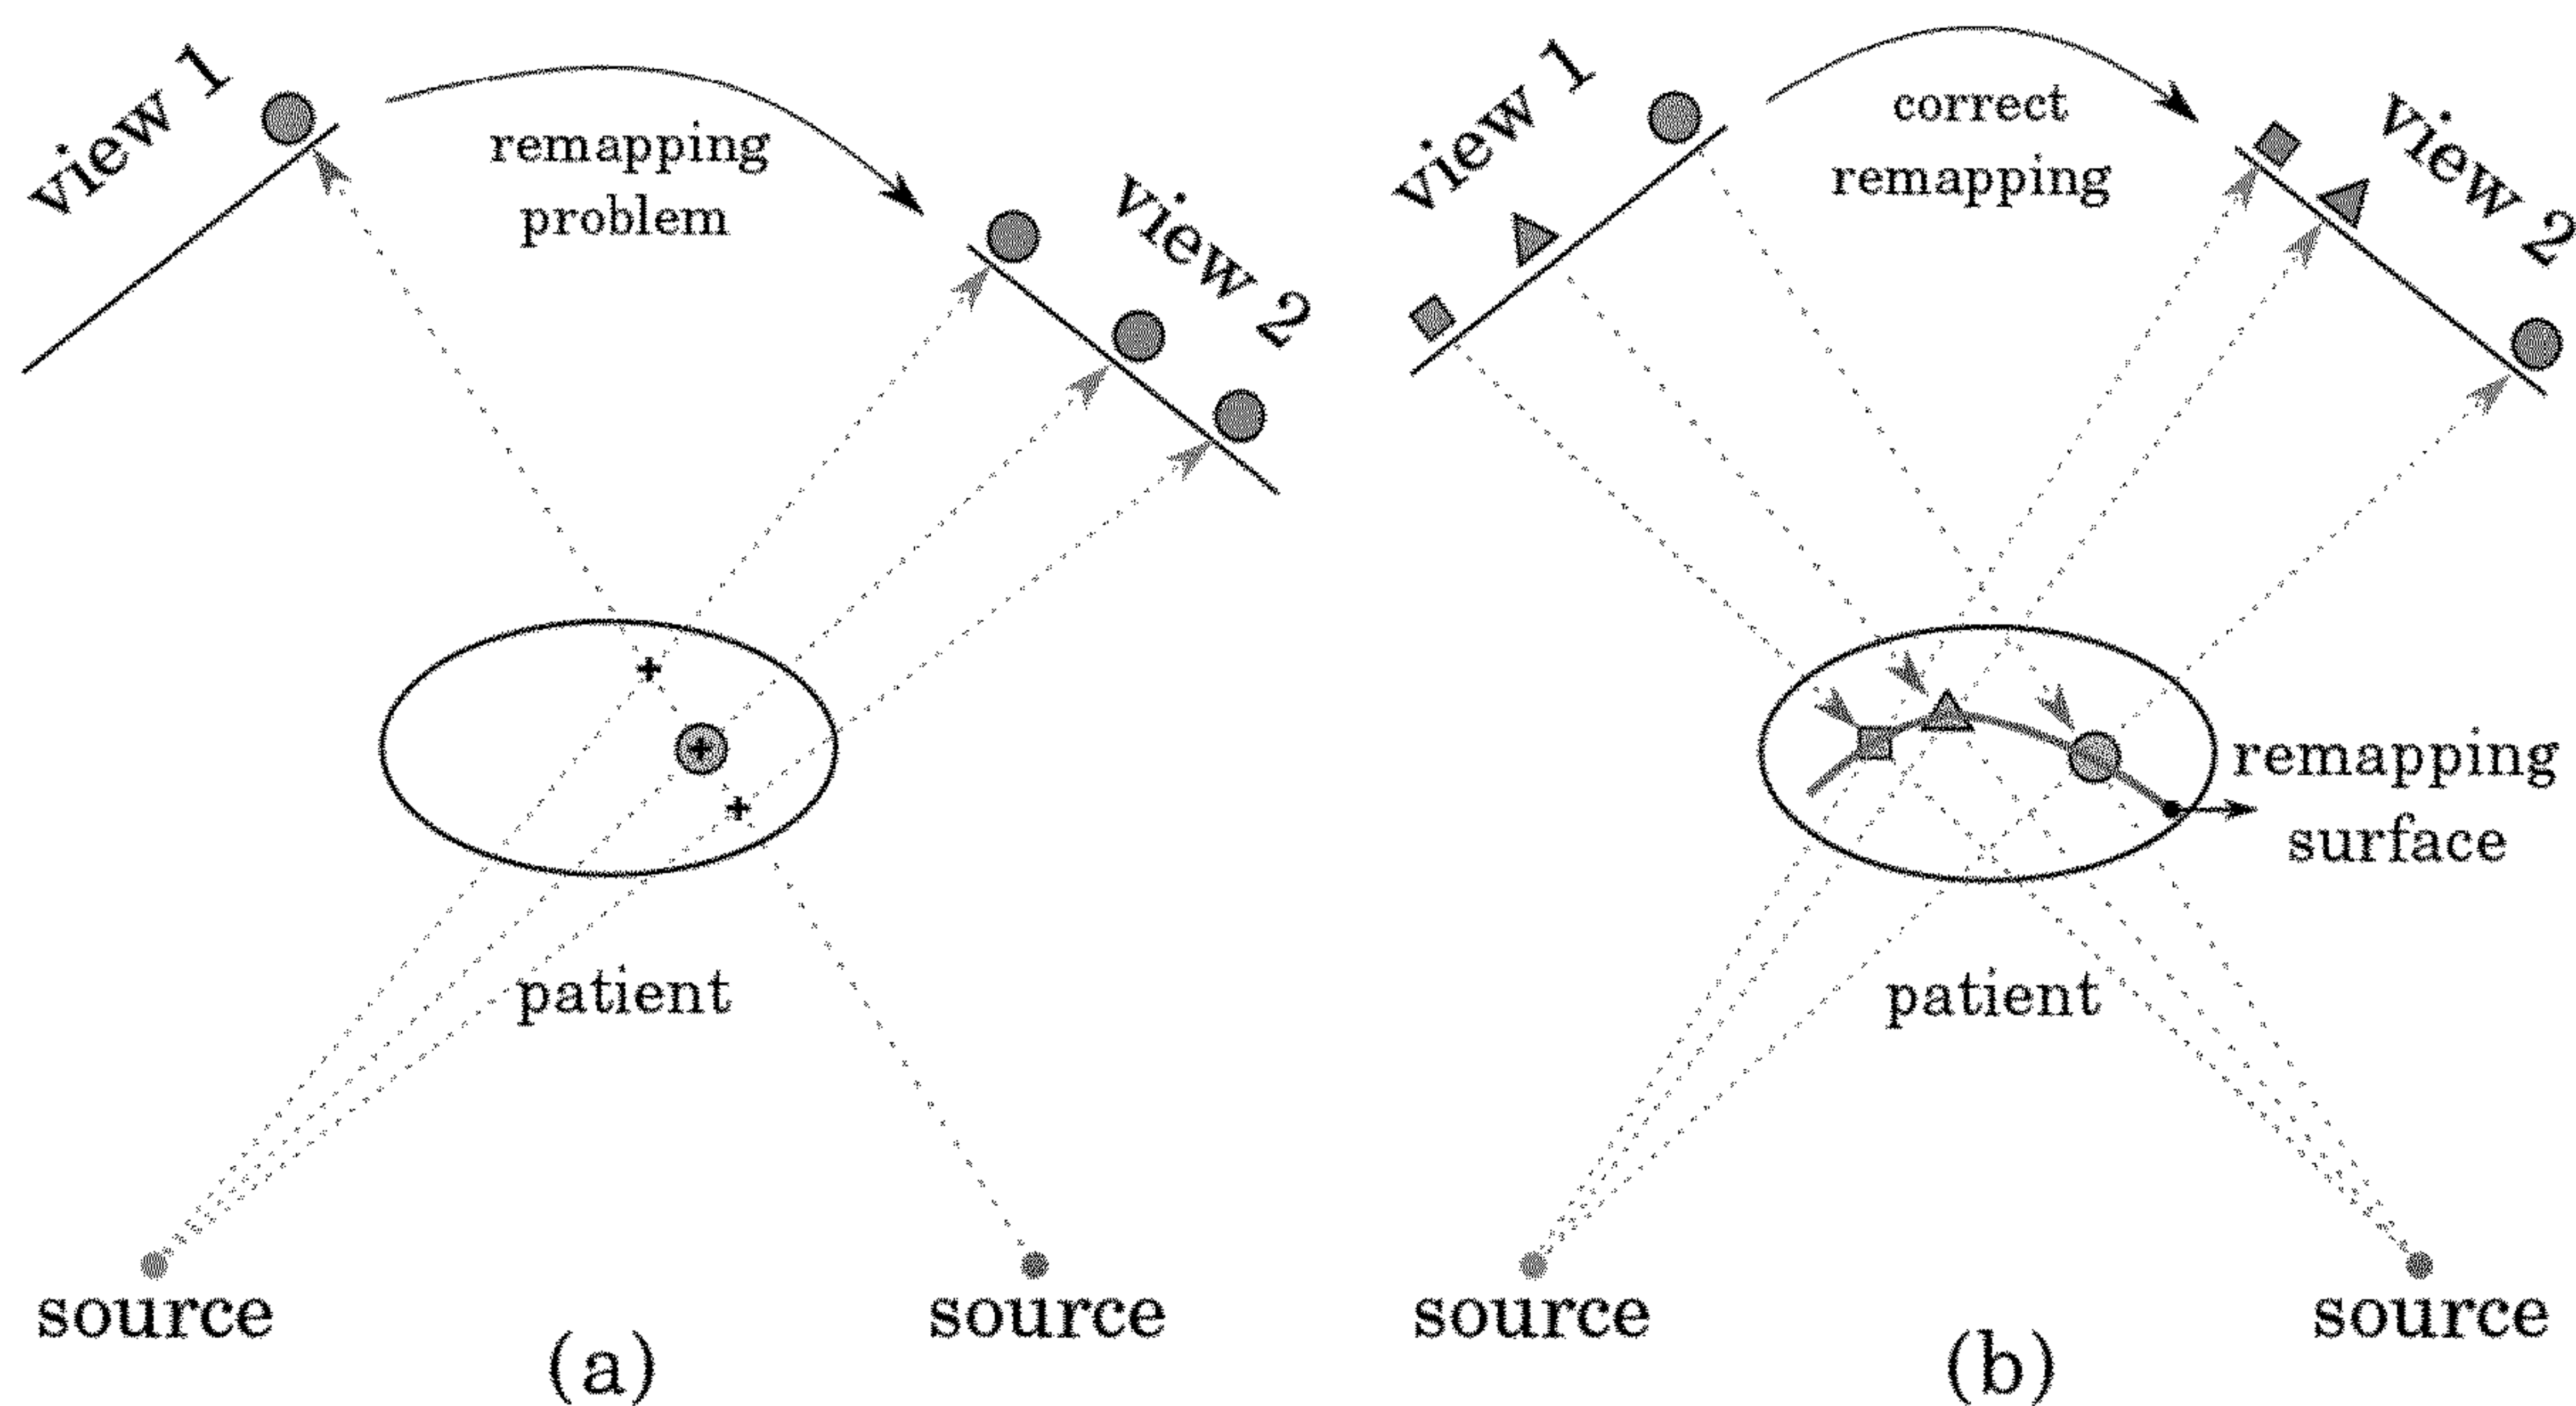 view 1
remapping
problem
view 2
patient
source
source
(a)
view 1
correct
remapping
view 2
remapping
surface
patient
source
source
(b)